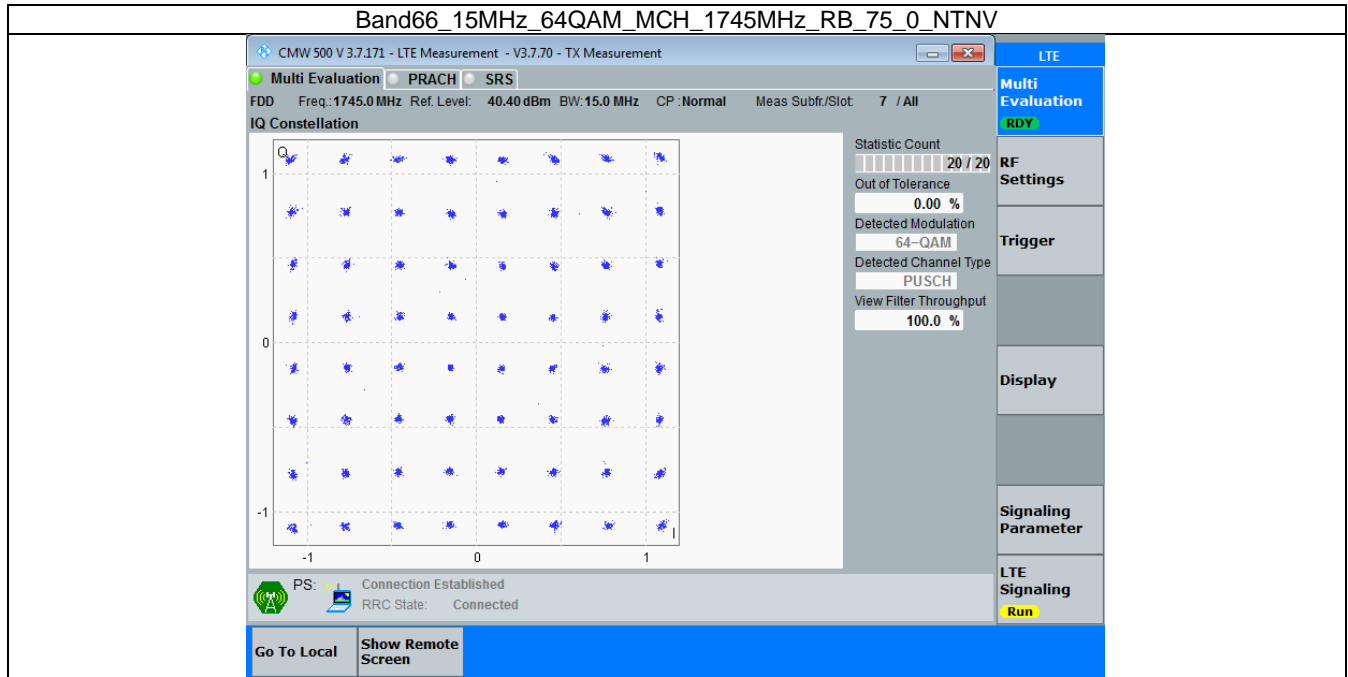 Band66_15MHz_64QAM_MCH_1745MHz_RB_75_0_NTNV
CMW 500 V 3.7.171 - LTE Measurement - V3.7.70 - TX Measurement
LTE
Multi Evaluation PRACH SRS
Multi
Evaluation
RDY
FDD Freq.:1745.0 MHz Ref. Level: 40.40 dBm BW:15.0 MHz CP :Normal Meas Subfr./Slot: 7 / All
IQ Constellation
Q
1
0
-1
-1 0 1
I
Statistic Count
20 / 20
Out of Tolerance
0.00 %
Detected Modulation
64-QAM
Detected Channel Type
PUSCH
View Filter Throughput
100.0 %
RF
Settings
Trigger
Display
Signaling
Parameter
LTE
Signaling
Run
PS: Connection Established
RRC State: Connected
Go To Local
Show Remote
Screen